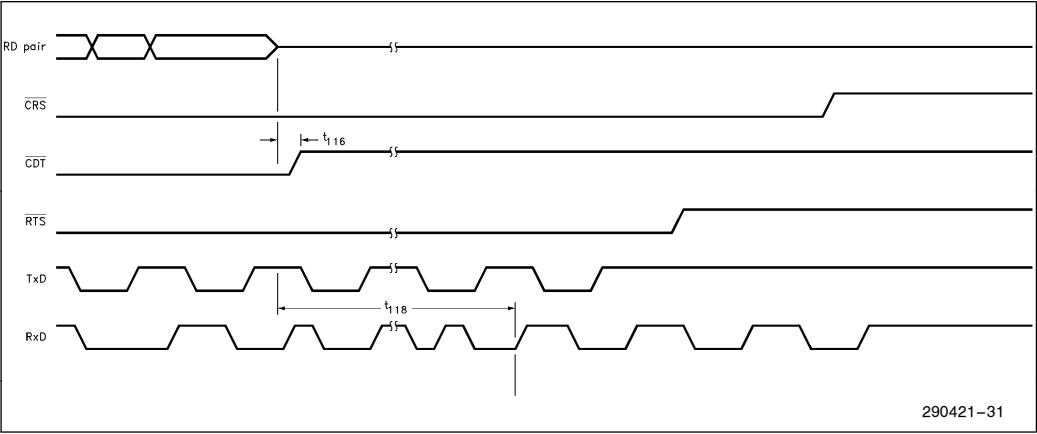 RD pair
CRS
t116
CDT
RTS
TxD
t118
RxD
290421-31